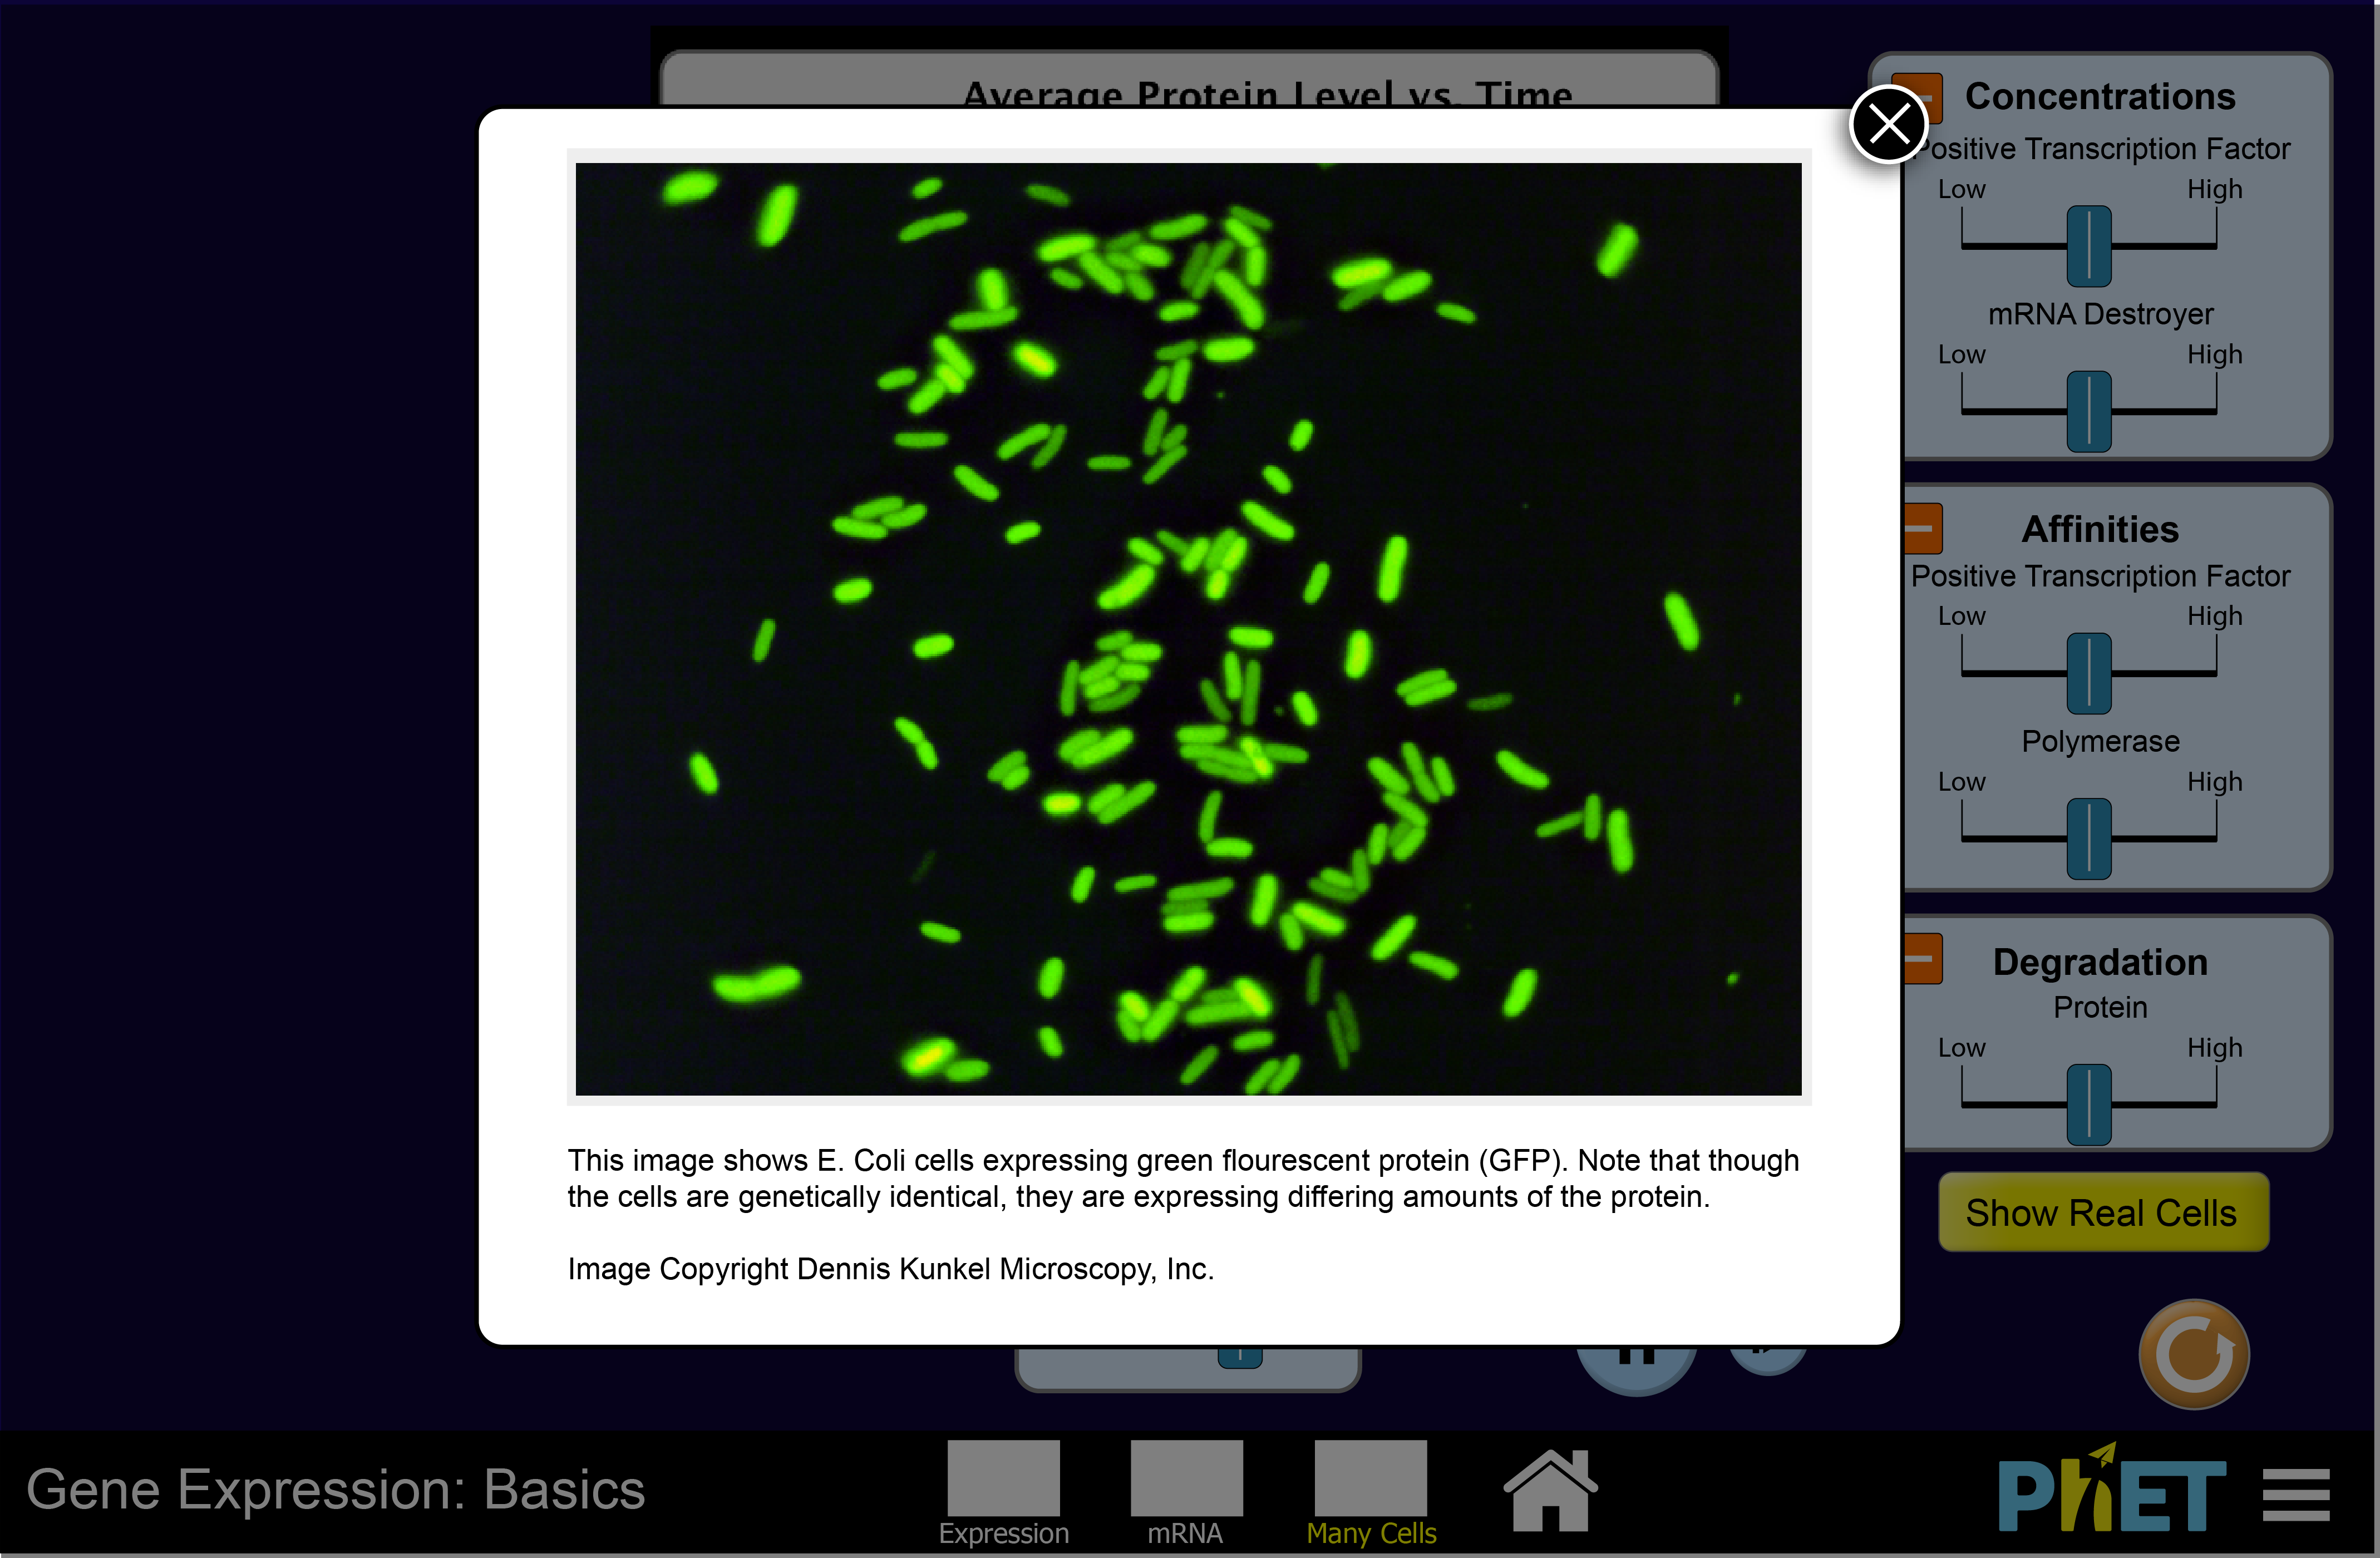 Average Protein Level vs. Time
This image shows E. Coli cells expressing green flourescent protein (GFP). Note that though
the cells are genetically identical, they are expressing differing amounts of the protein.
Image Copyright Dennis Kunkel Microscopy, Inc.
Concentrations
Positive Transcription Factor
Low High
mRNA Destroyer
Low High
Affinities
Positive Transcription Factor
Low High
Polymerase
Low High
Degradation
Protein
Low High
Show Real Cells
Gene Expression: Basics
Expression
mRNA
Many Cells
PhET